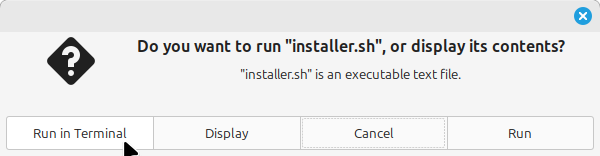 Do you want to run "installer.sh", or display its contents?
"installer.sh" is an executable text file.
Run in Terminal Display Cancel Run